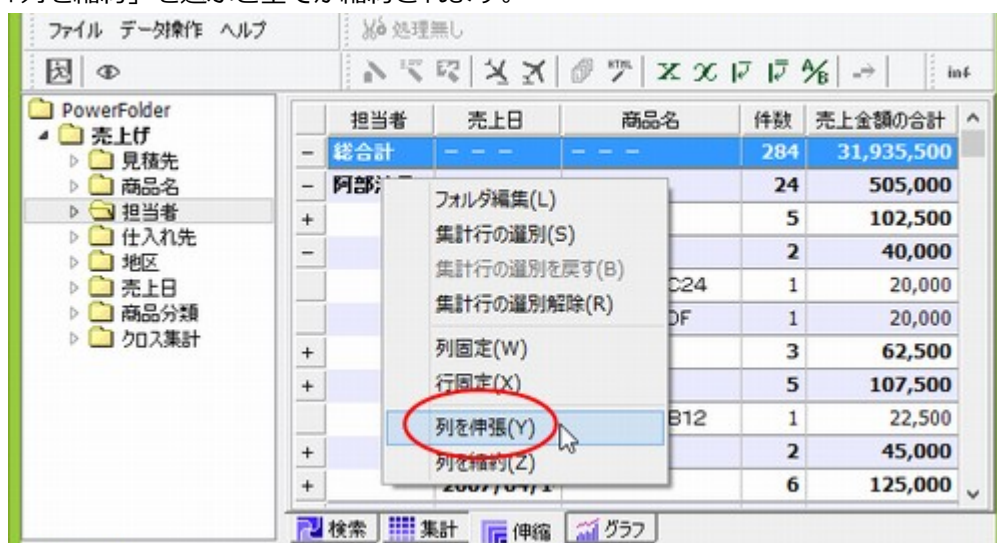 ファイル データ操作 ヘルプ 処理無し
HTML A/B inf
PowerFolder
売上げ
見積先
商品名
担当者
仕入れ先
地区
売上日
商品分類
クロス集計
担当者 売上日 商品名 件数 売上金額の合計
総合計 － － － － － － 284 31,935,500
24 505,000
5 102,500
2 40,000
C24 1 20,000
DF 1 20,000
3 62,500
5 107,500
B12 1 22,500
2 45,000
6 125,000
フォルダ編集(L)
集計行の選別(S)
集計行の選別を戻す(B)
集計行の選別解除(R)
列固定(W)
行固定(X)
列を伸張(Y)
列を縮約(Z)
検索 集計 伸縮 グラフ